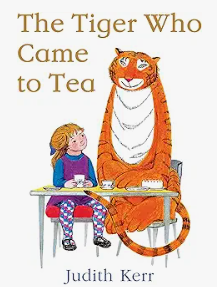 The Tiger Who
Came to Tea
Judith Kerr